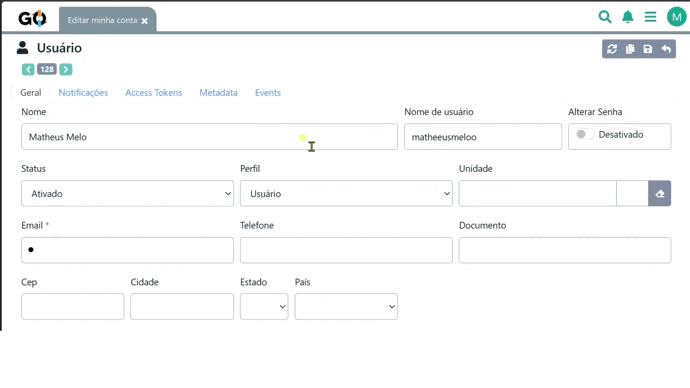 GO Editar minha conta
M
Usuário
128
Geral Notificações Access Tokens Metadata Events
Nome Nome de usuário Alterar Senha
Matheus Melo matheeusmeloo Desativado
Status Perfil Unidade
Ativado Usuário
Email * Telefone Documento
Cep Cidade Estado País